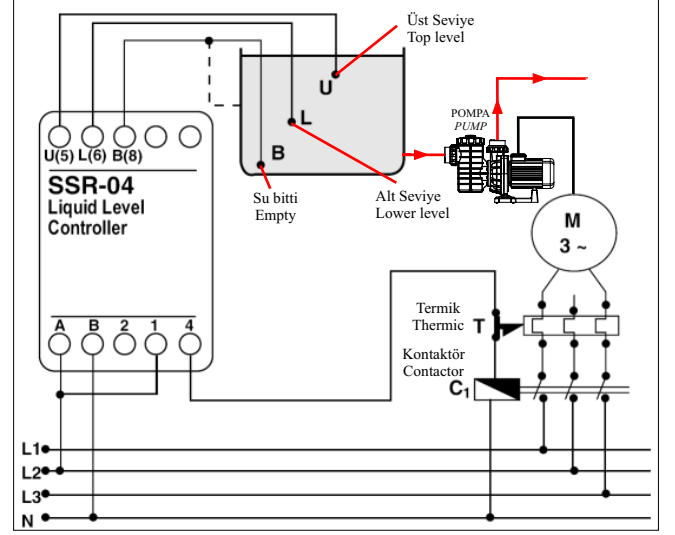 Üst Seviye
Top level
U
L
B
POMPA
PUMP
U(5) L(6) B(8)
SSR-04
Liquid Level
Controller
Su bitti
Empty
Alt Seviye
Lower level
M
3 ~
A B 2 1 4
Termik
Thermic
T
Kontaktör
Contactor
C₁
L1
L2
L3
N